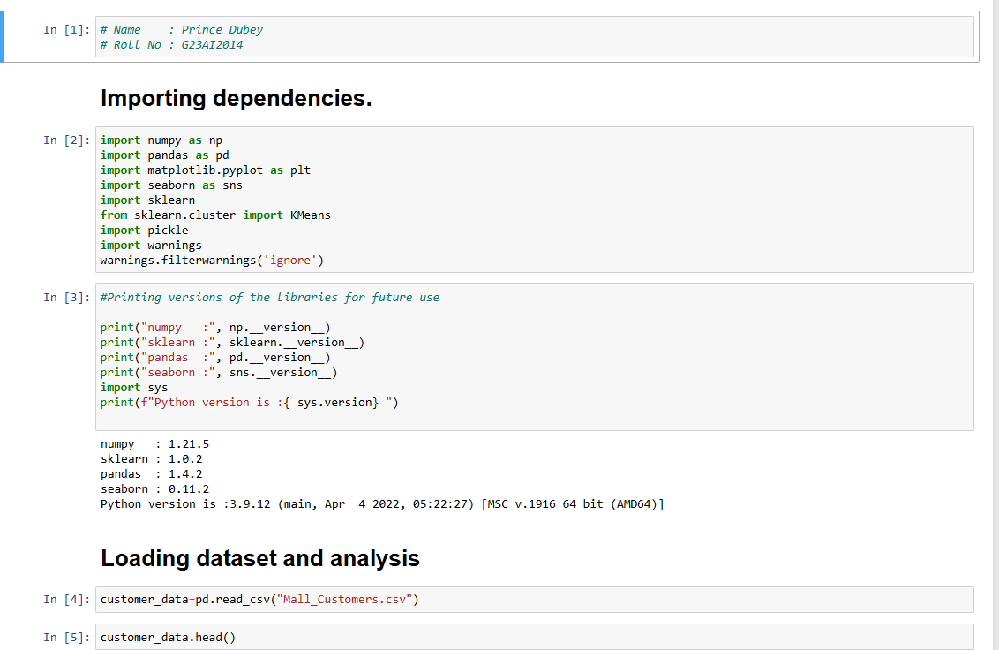 In [1]: # Name    : Prince Dubey
# Roll No : G23AI2014
Importing dependencies.
In [2]: import numpy as np
import pandas as pd
import matplotlib.pyplot as plt
import seaborn as sns
import sklearn
from sklearn.cluster import KMeans
import pickle
import warnings
warnings.filterwarnings('ignore')
In [3]: #Printing versions of the libraries for future use
print("numpy   :", np.__version__)
print("sklearn :", sklearn.__version__)
print("pandas  :", pd.__version__)
print("seaborn :", sns.__version__)
import sys
print(f"Python version is :{ sys.version} ")
numpy   : 1.21.5
sklearn : 1.0.2
pandas  : 1.4.2
seaborn : 0.11.2
Python version is :3.9.12 (main, Apr  4 2022, 05:22:27) [MSC v.1916 64 bit (AMD64)]
Loading dataset and analysis
In [4]: customer_data=pd.read_csv("Mall_Customers.csv")
In [5]: customer_data.head()